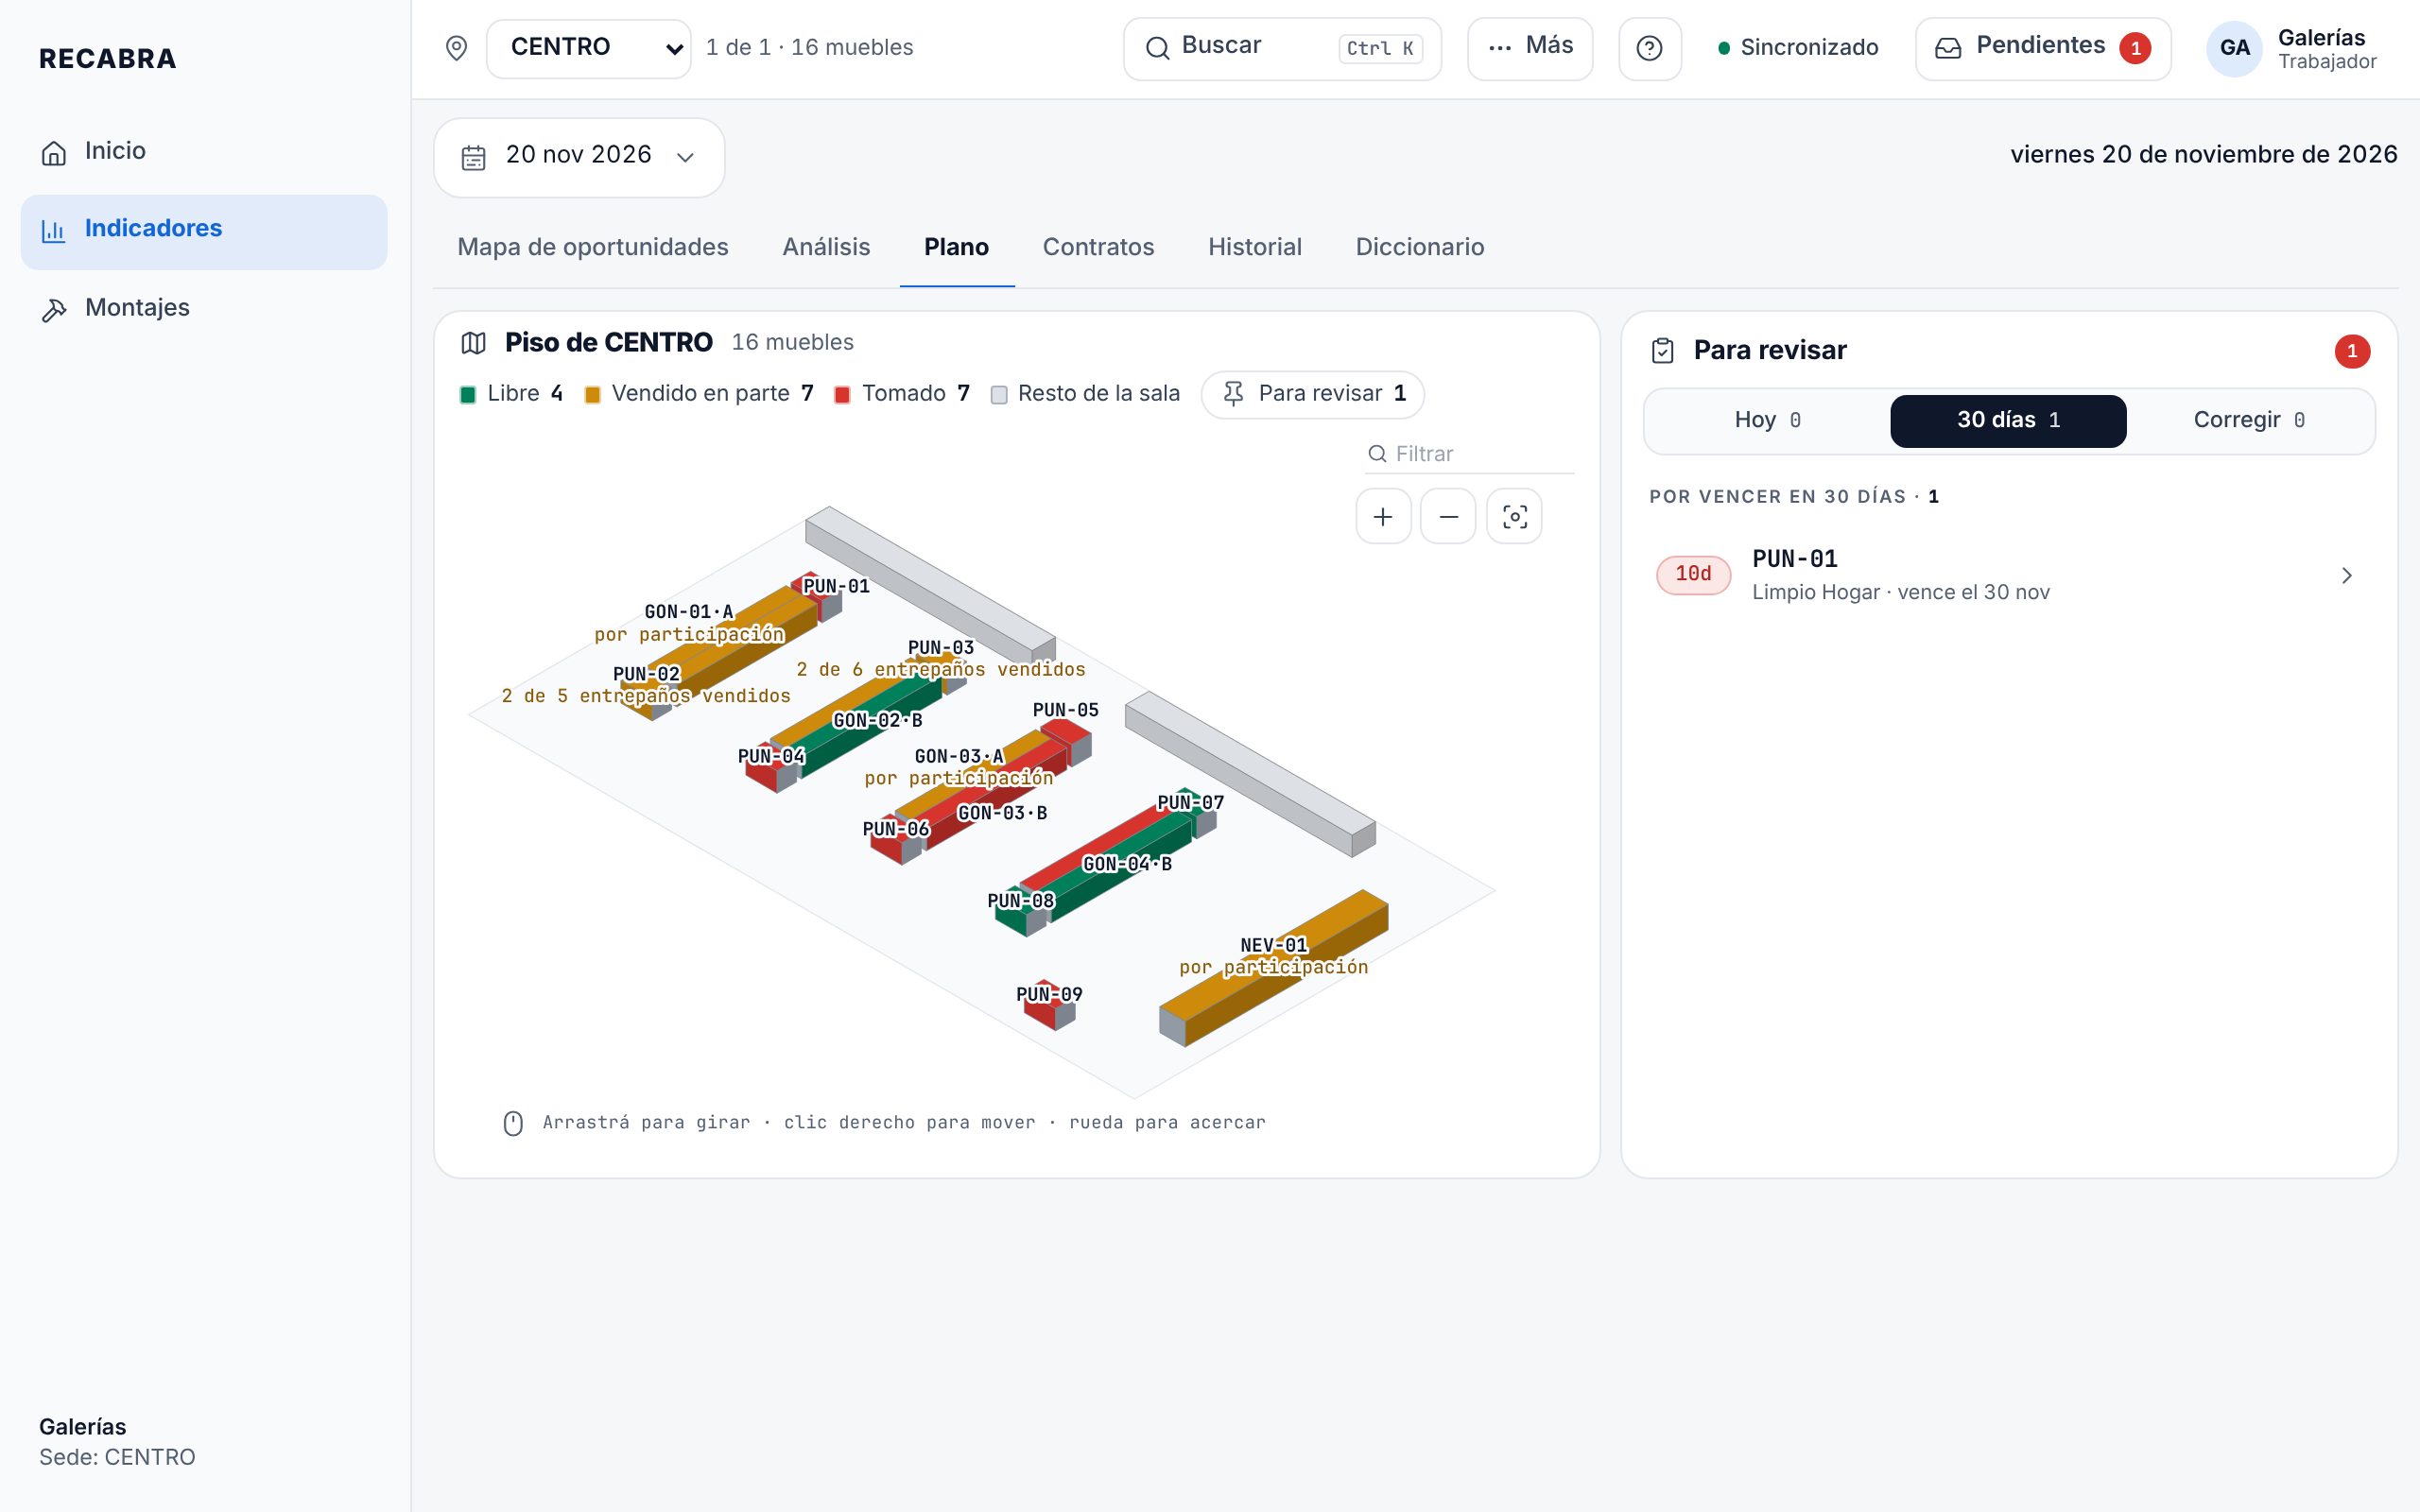 RECABRA
Inicio
Indicadores
Montajes
Galerías
Sede: CENTRO
CENTRO
1 de 1 · 16 muebles
Buscar
Ctrl K
Más
Sincronizado
Pendientes 1
GA
Galerías
Trabajador
20 nov 2026
viernes 20 de noviembre de 2026
Mapa de oportunidades
Análisis
Plano
Contratos
Historial
Diccionario
Piso de CENTRO 16 muebles
Libre 4
Vendido en parte 7
Tomado 7
Resto de la sala
Para revisar 1
Filtrar
PUN-01
GON-01·A
por participación
PUN-03
2 de 6 entrepaños vendidos
PUN-02
2 de 5 entrepaños vendidos
PUN-05
GON-02·B
PUN-04
GON-03·A
por participación
PUN-07
GON-03·B
PUN-06
GON-04·B
PUN-08
NEV-01
por participación
PUN-09
Arrastrá para girar · clic derecho para mover · rueda para acercar
Para revisar
1
Hoy 0
30 días 1
Corregir 0
POR VENCER EN 30 DÍAS · 1
10d
PUN-01
Limpio Hogar · vence el 30 nov